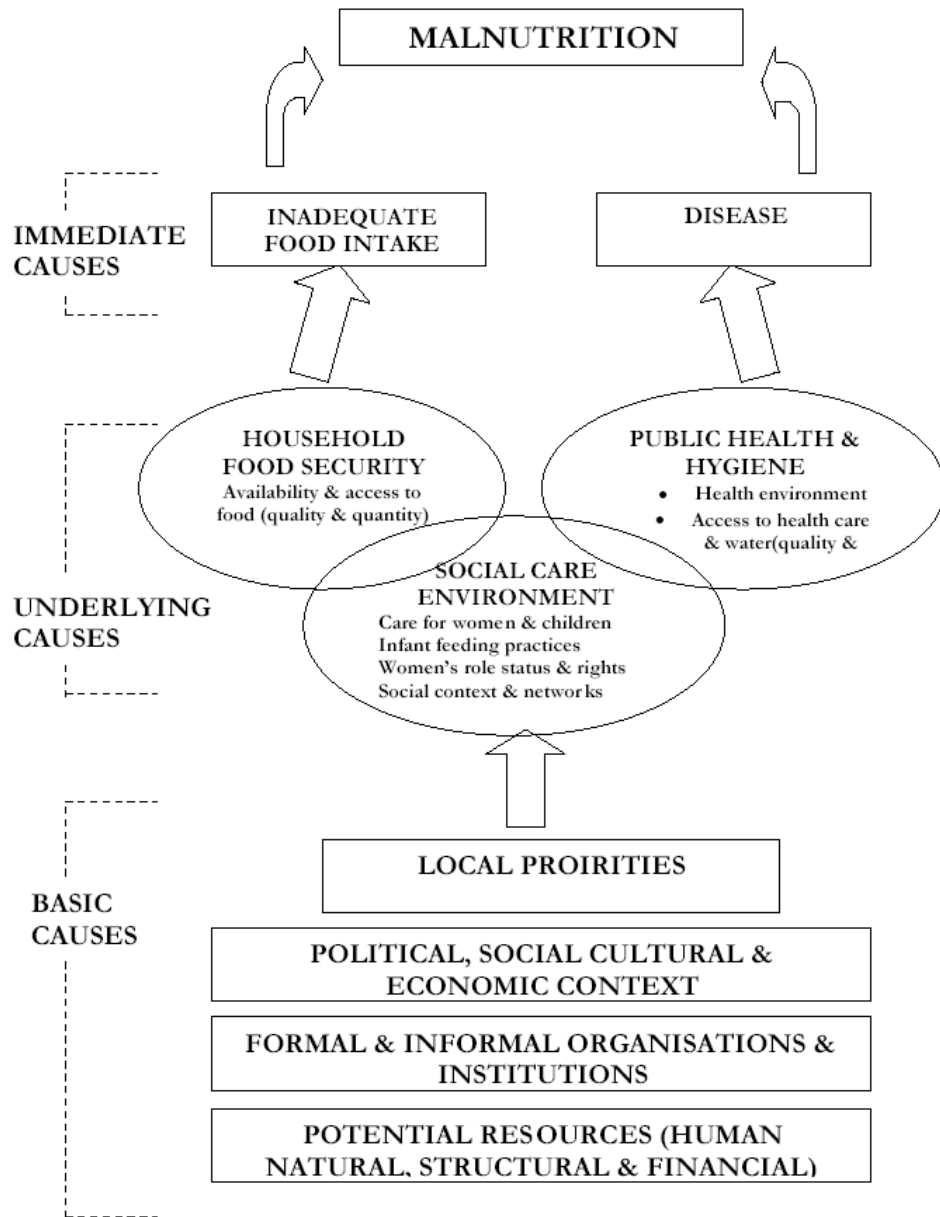 MALNUTRITION
IMMEDIATE
CAUSES
INADEQUATE
FOOD INTAKE
DISEASE
UNDERLYING
CAUSES
HOUSEHOLD
FOOD SECURITY
Availability & access to
food (quality & quantity)
PUBLIC HEALTH &
HYGIENE
• Health environment
• Access to health care
& water(quality &
SOCIAL CARE
ENVIRONMENT
Care for women & children
Infant feeding practices
Women's role status & rights
Social context & networks
BASIC
CAUSES
LOCAL PROIRITIES
POLITICAL, SOCIAL CULTURAL &
ECONOMIC CONTEXT
FORMAL & INFORMAL ORGANISATIONS &
INSTITUTIONS
POTENTIAL RESOURCES (HUMAN
NATURAL, STRUCTURAL & FINANCIAL)